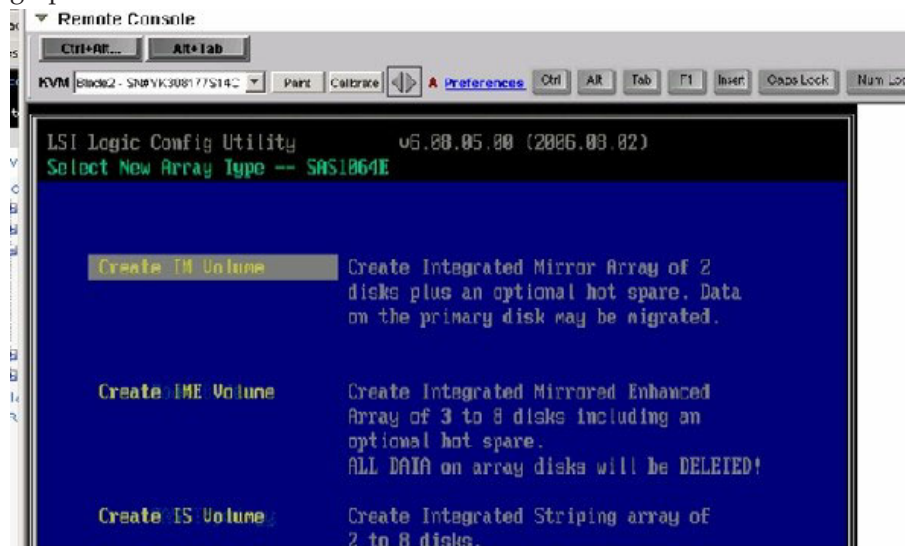 Remote Console
Ctrl+Alt... Alt+Tab
KVM Paint Calibrate Preferences Ctrl Alt Tab F1 Insert Caps Lock Num Loc
LSI Logic Config Utility v6.08.05.00 (2006.08.02)
Select New Array Type -- SAS1064E
Create IM Volume Create Integrated Mirror Array of 2
disks plus an optional hot spare. Data
on the primary disk may be migrated.
Create IME Volume Create Integrated Mirrored Enhanced
Array of 3 to 8 disks including an
optional hot spare.
ALL DATA on array disks will be DELETED!
Create IS Volume Create Integrated Striping array of
2 to 8 disks.